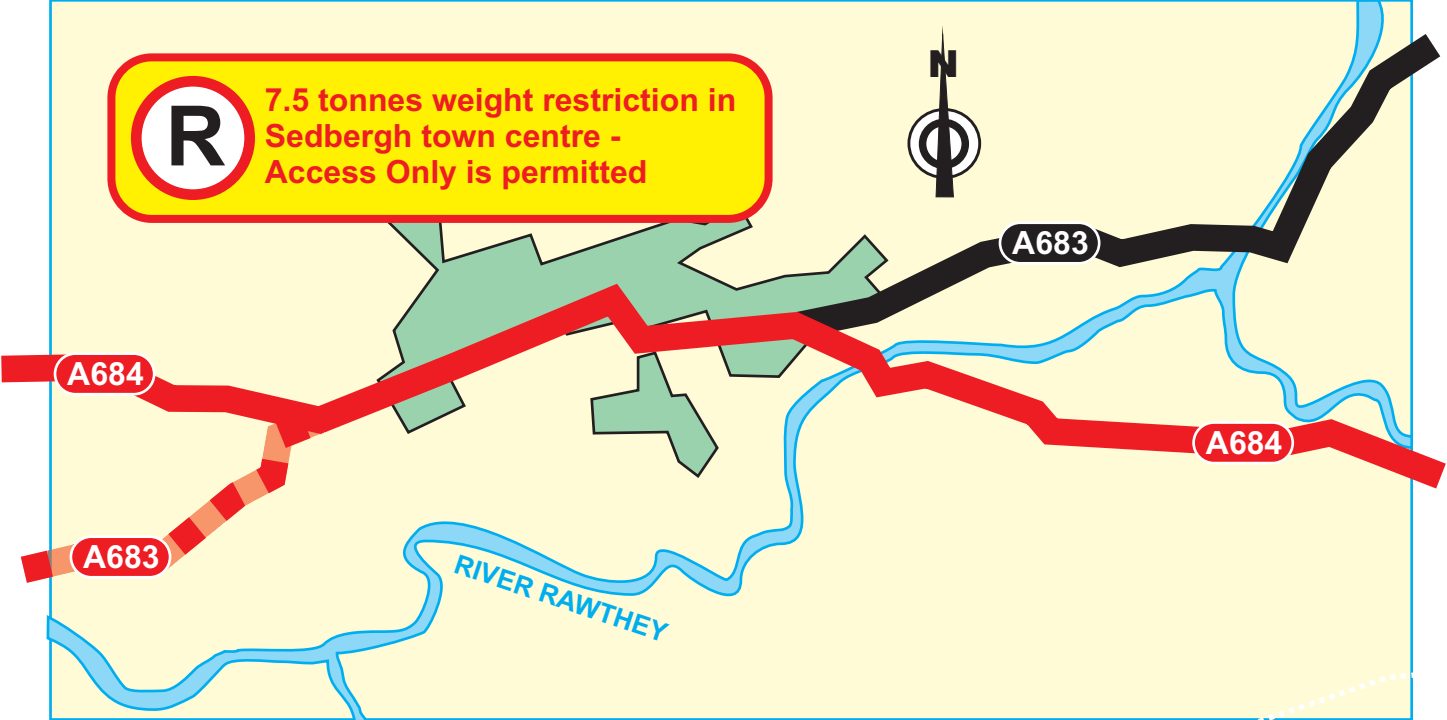 N
R
7.5 tonnes weight restriction in
Sedbergh town centre -
Access Only is permitted
A683
A684
A684
A683
RIVER RAWTHEY